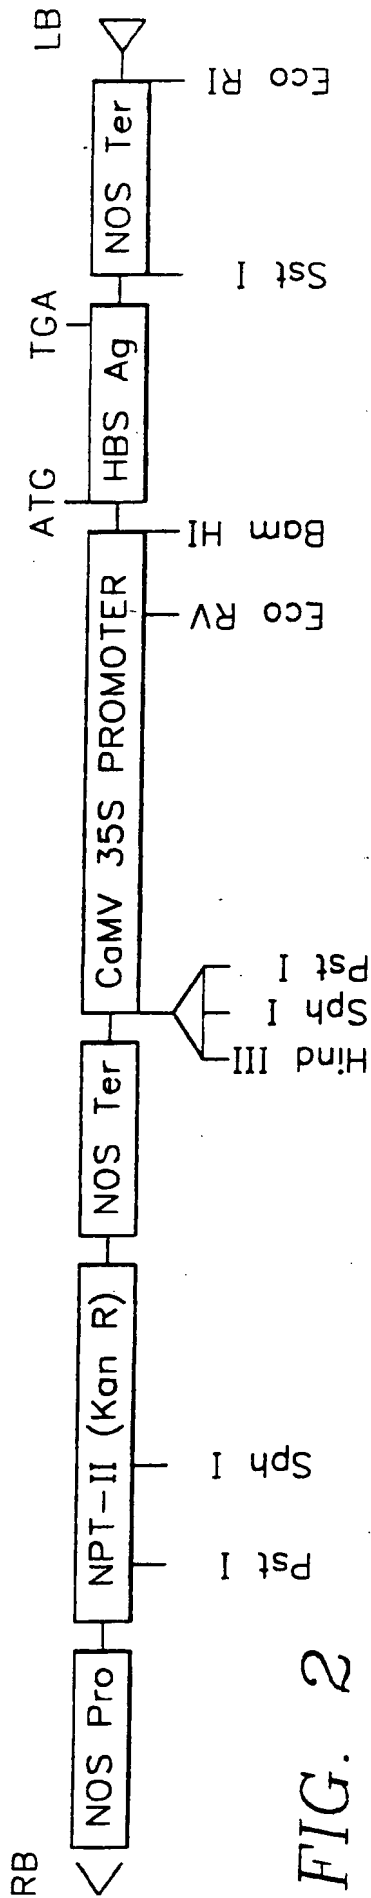 RB
LB
ATG
TGA
NOS Pro
NPT-II (Kan R)
NOS Ter
CaMV 35S PROMOTER
HBS Ag
NOS Ter
Pst I
Sph I
Hind III
Sph I
Pst I
Eco RV
Bam HI
Sst I
Eco RI
FIG. 2